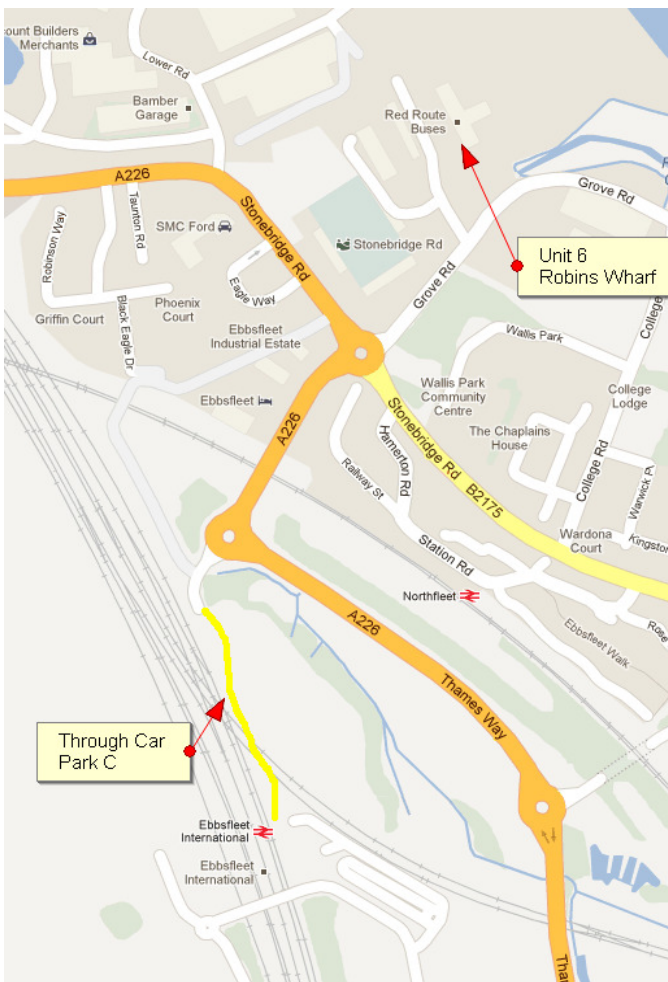 ount Builders
Merchants
Lower Rd
Bamber
Garage
Red Route
Buses
A226
Grove Rd
Unit 6
Robins Wharf
Robinson Way
Taunton Rd
SMC Ford
Stonebridge Rd
Stonebridge Rd
Eagle Way
Grove Rd
College
Griffin Court
Phoenix
Court
Black Eagle Dr
Ebbsfleet
Industrial Estate
Wallis Park
Wallis Park
Community
Centre
College
Lodge
Ebbsfleet
A226
Stonebridge Rd
B2175
Hamerton Rd
The Chaplains
House
College Rd
Railway St
Warwick Pl
Station Rd
Wardona
Court
Kingston
Northfleet
A226
Ebbsfleet Walk
Rose
Thames Way
Through Car
Park C
Ebbsfleet
International
Ebbsfleet
International
Tha